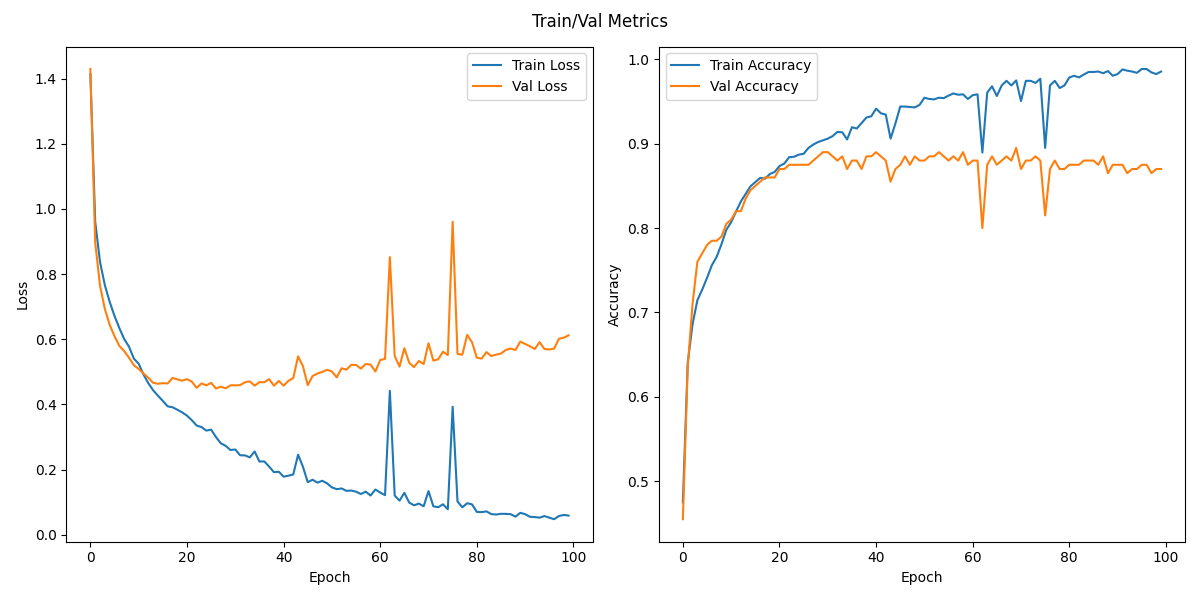 Train/Val Metrics
Train Loss
Val Loss
1.4
1.2
1.0
0.8
0.6
0.4
0.2
0.0
Loss
0 20 40 60 80 100
Epoch
Train Accuracy
Val Accuracy
1.0
0.9
0.8
0.7
0.6
0.5
Accuracy
0 20 40 60 80 100
Epoch